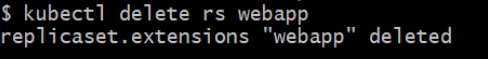 $ kubectl delete rs webapp
replicaset.extensions "webapp" deleted